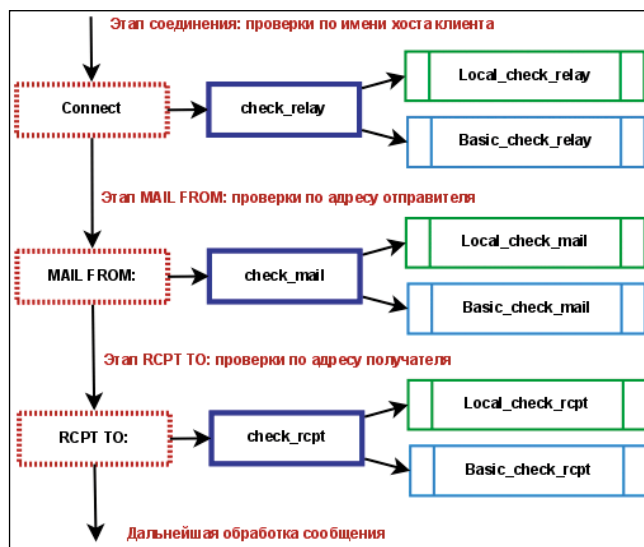 Этап соединения: проверки по имени хоста клиента
Local_check_relay
Connect
check_relay
Basic_check_relay
Этап MAIL FROM: проверки по адресу отправителя
Local_check_mail
MAIL FROM:
check_mail
Basic_check_mail
Этап RCPT TO: проверки по адресу получателя
Local_check_rcpt
RCPT TO:
check_rcpt
Basic_check_rcpt
Дальнейшая обработка сообщения